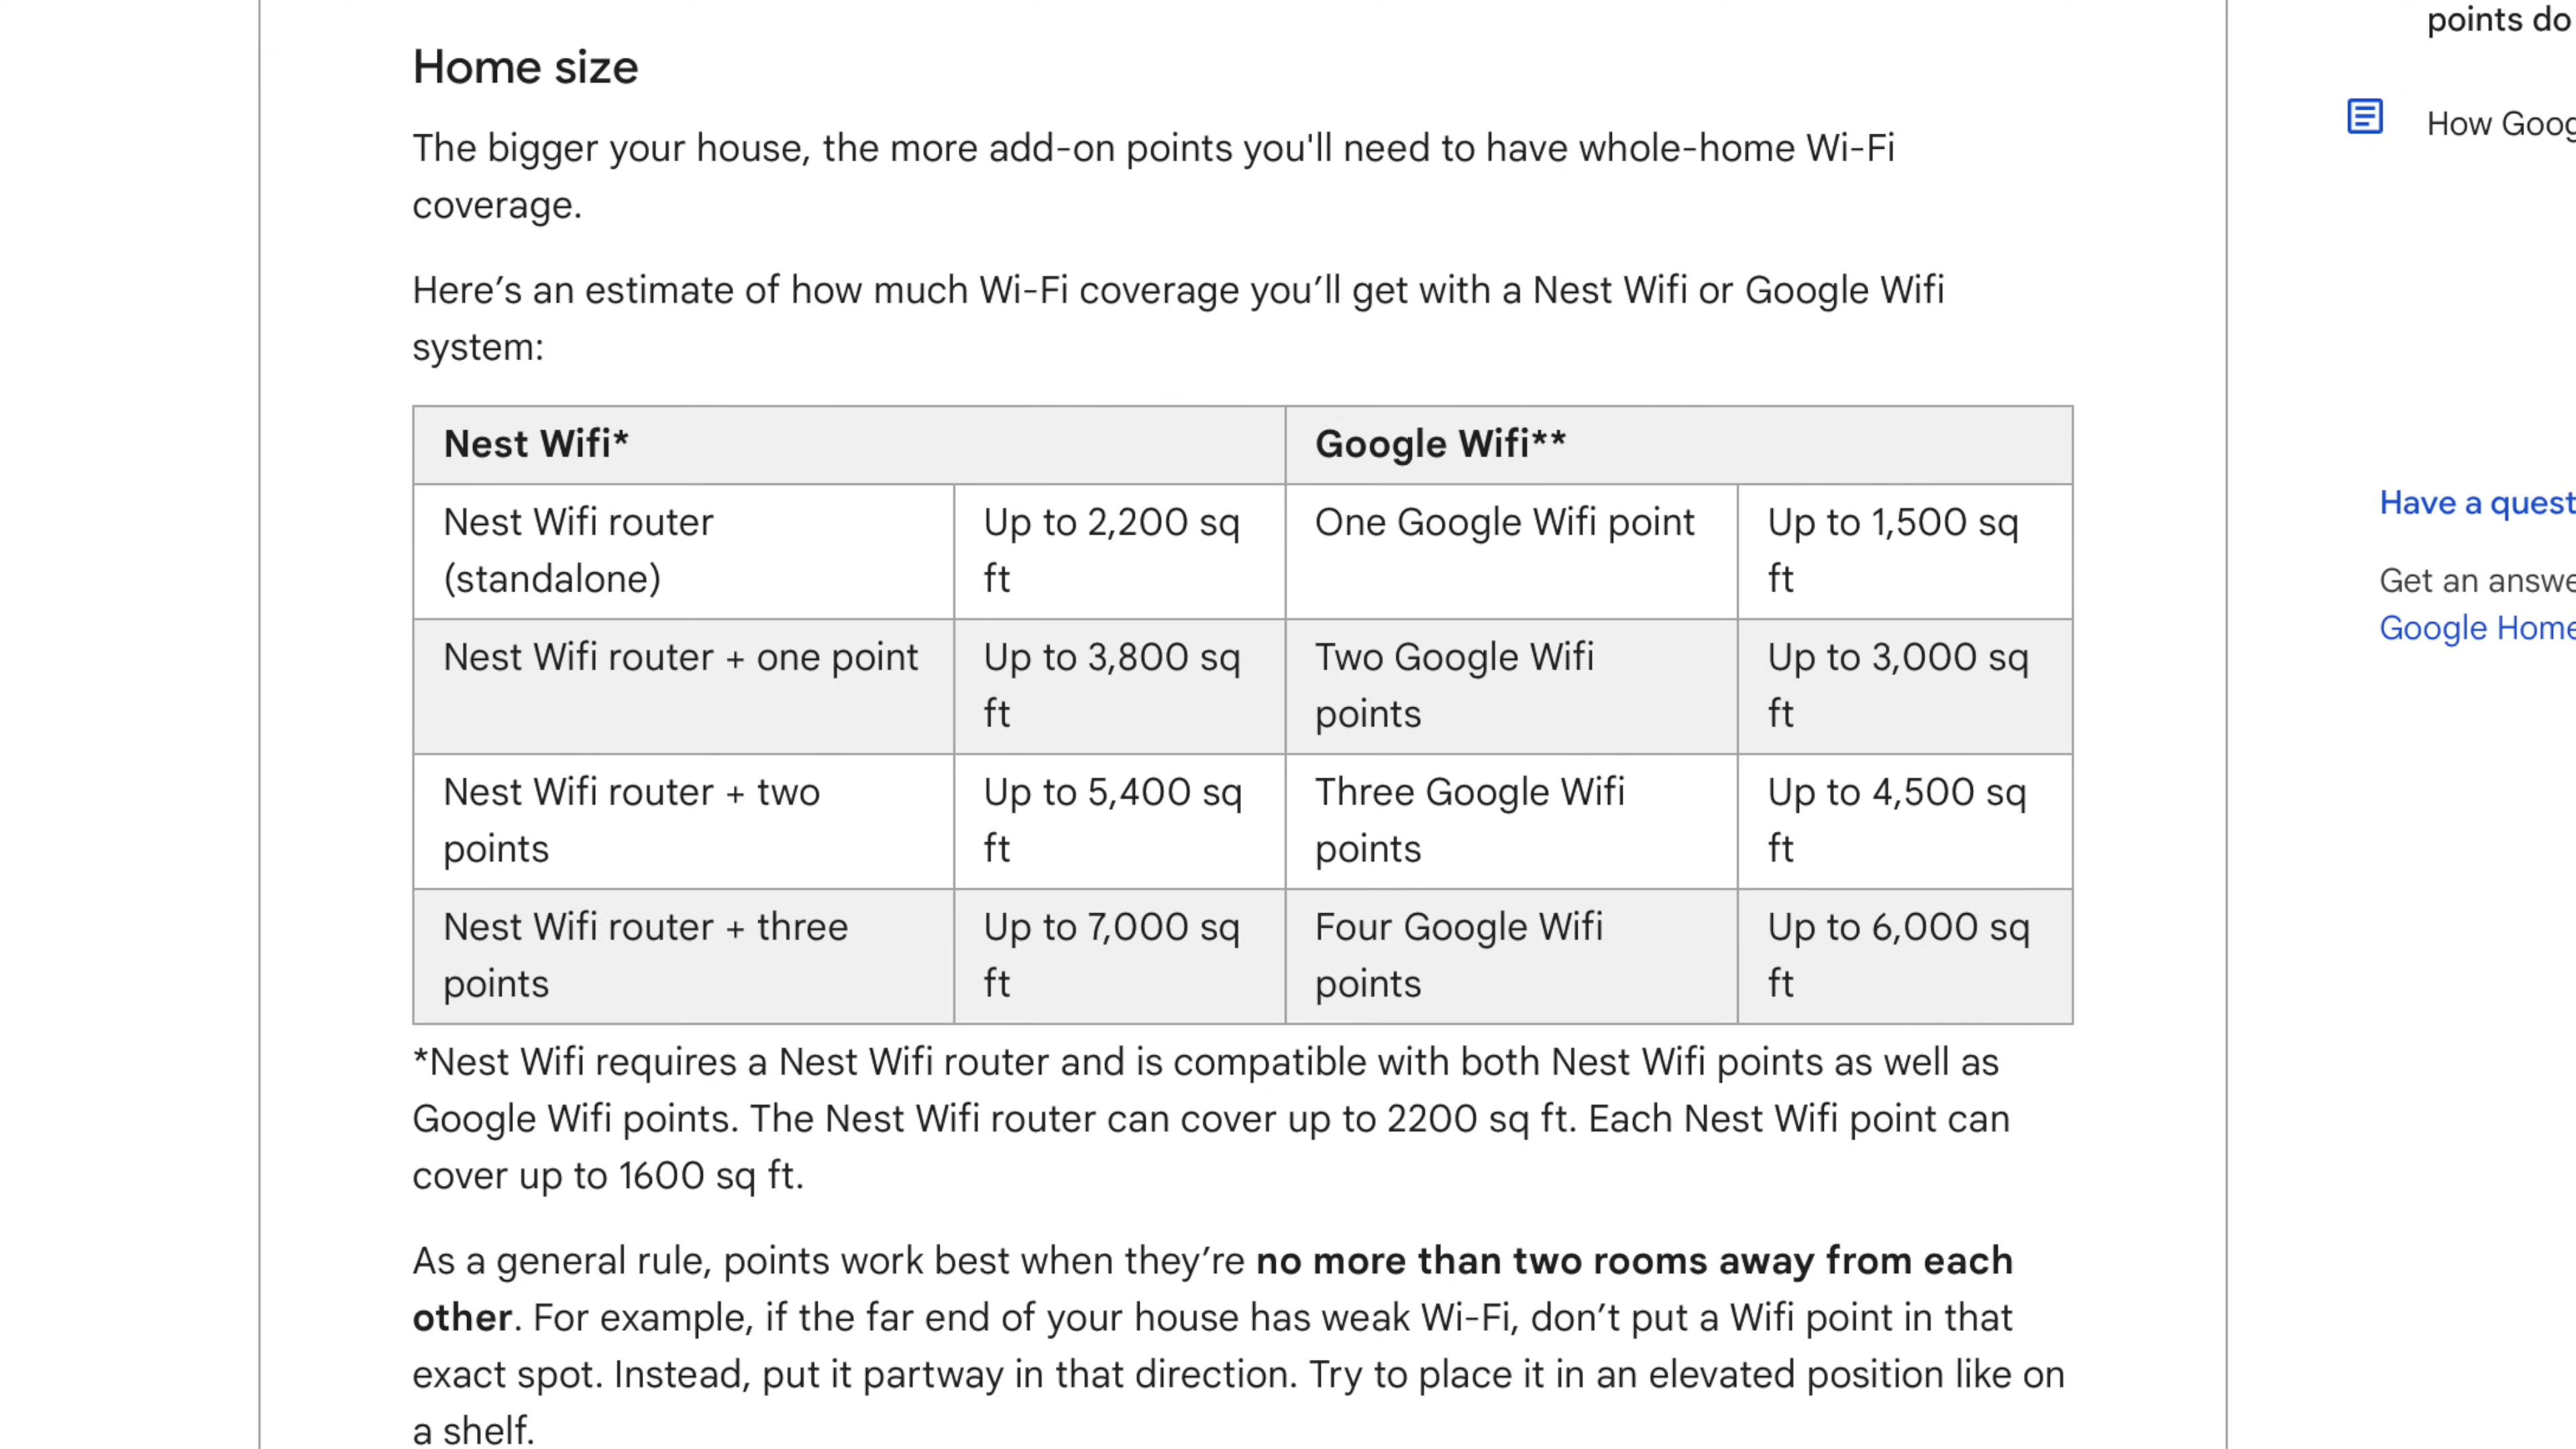 Home size
The bigger your house, the more add-on points you'll need to have whole-home Wi-Fi
coverage.
Here’s an estimate of how much Wi-Fi coverage you’ll get with a Nest Wifi or Google Wifi
system:
Nest Wifi*
Google Wifi**
Nest Wifi router
(standalone)
Up to 2,200 sq
ft
One Google Wifi point
Up to 1,500 sq
ft
Nest Wifi router + one point
Up to 3,800 sq
ft
Two Google Wifi
points
Up to 3,000 sq
ft
Nest Wifi router + two
points
Up to 5,400 sq
ft
Three Google Wifi
points
Up to 4,500 sq
ft
Nest Wifi router + three
points
Up to 7,000 sq
ft
Four Google Wifi
points
Up to 6,000 sq
ft
*Nest Wifi requires a Nest Wifi router and is compatible with both Nest Wifi points as well as
Google Wifi points. The Nest Wifi router can cover up to 2200 sq ft. Each Nest Wifi point can
cover up to 1600 sq ft.
As a general rule, points work best when they’re no more than two rooms away from each
other. For example, if the far end of your house has weak Wi-Fi, don’t put a Wifi point in that
exact spot. Instead, put it partway in that direction. Try to place it in an elevated position like on
a shelf.
points do
How Goog
Have a quest
Get an answe
Google Home